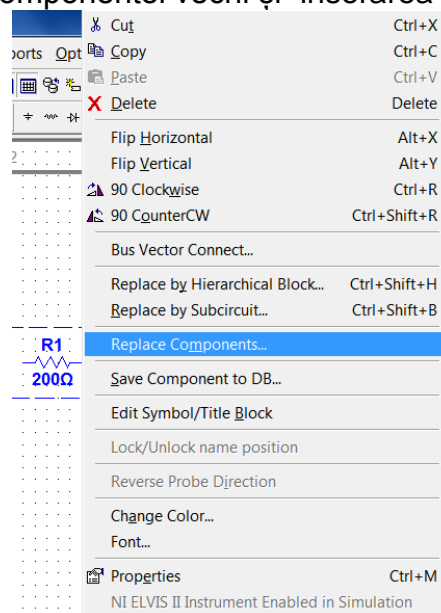 omponentei vechi și inserarea
Cut Ctrl+X
ports Opt Copy Ctrl+C
Paste Ctrl+V
Delete Delete
Flip Horizontal Alt+X
2 Flip Vertical Alt+Y
90 Clockwise Ctrl+R
90 CounterCW Ctrl+Shift+R
Bus Vector Connect...
Replace by Hierarchical Block... Ctrl+Shift+H
Replace by Subcircuit... Ctrl+Shift+B
R1 Replace Components...
200Ω Save Component to DB...
Edit Symbol/Title Block
Lock/Unlock name position
Reverse Probe Direction
Change Color...
Font...
Properties Ctrl+M
NI ELVIS II Instrument Enabled in Simulation